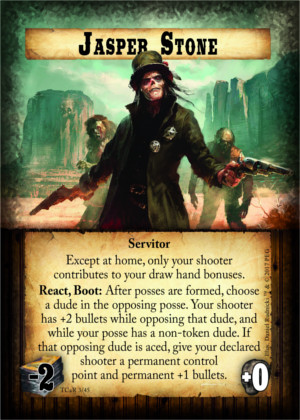 JASPER STONE
Servitor
Except at home, only your shooter
contributes to your draw hand bonuses.
React, Boot: After posses are formed, choose
a dude in the opposing posse. Your shooter
has +2 bullets while opposing that dude, and
while your posse has a non-token dude. If
that opposing dude is aced, give your declared
shooter a permanent control
point and permanent +1 bullets.
-2
+0